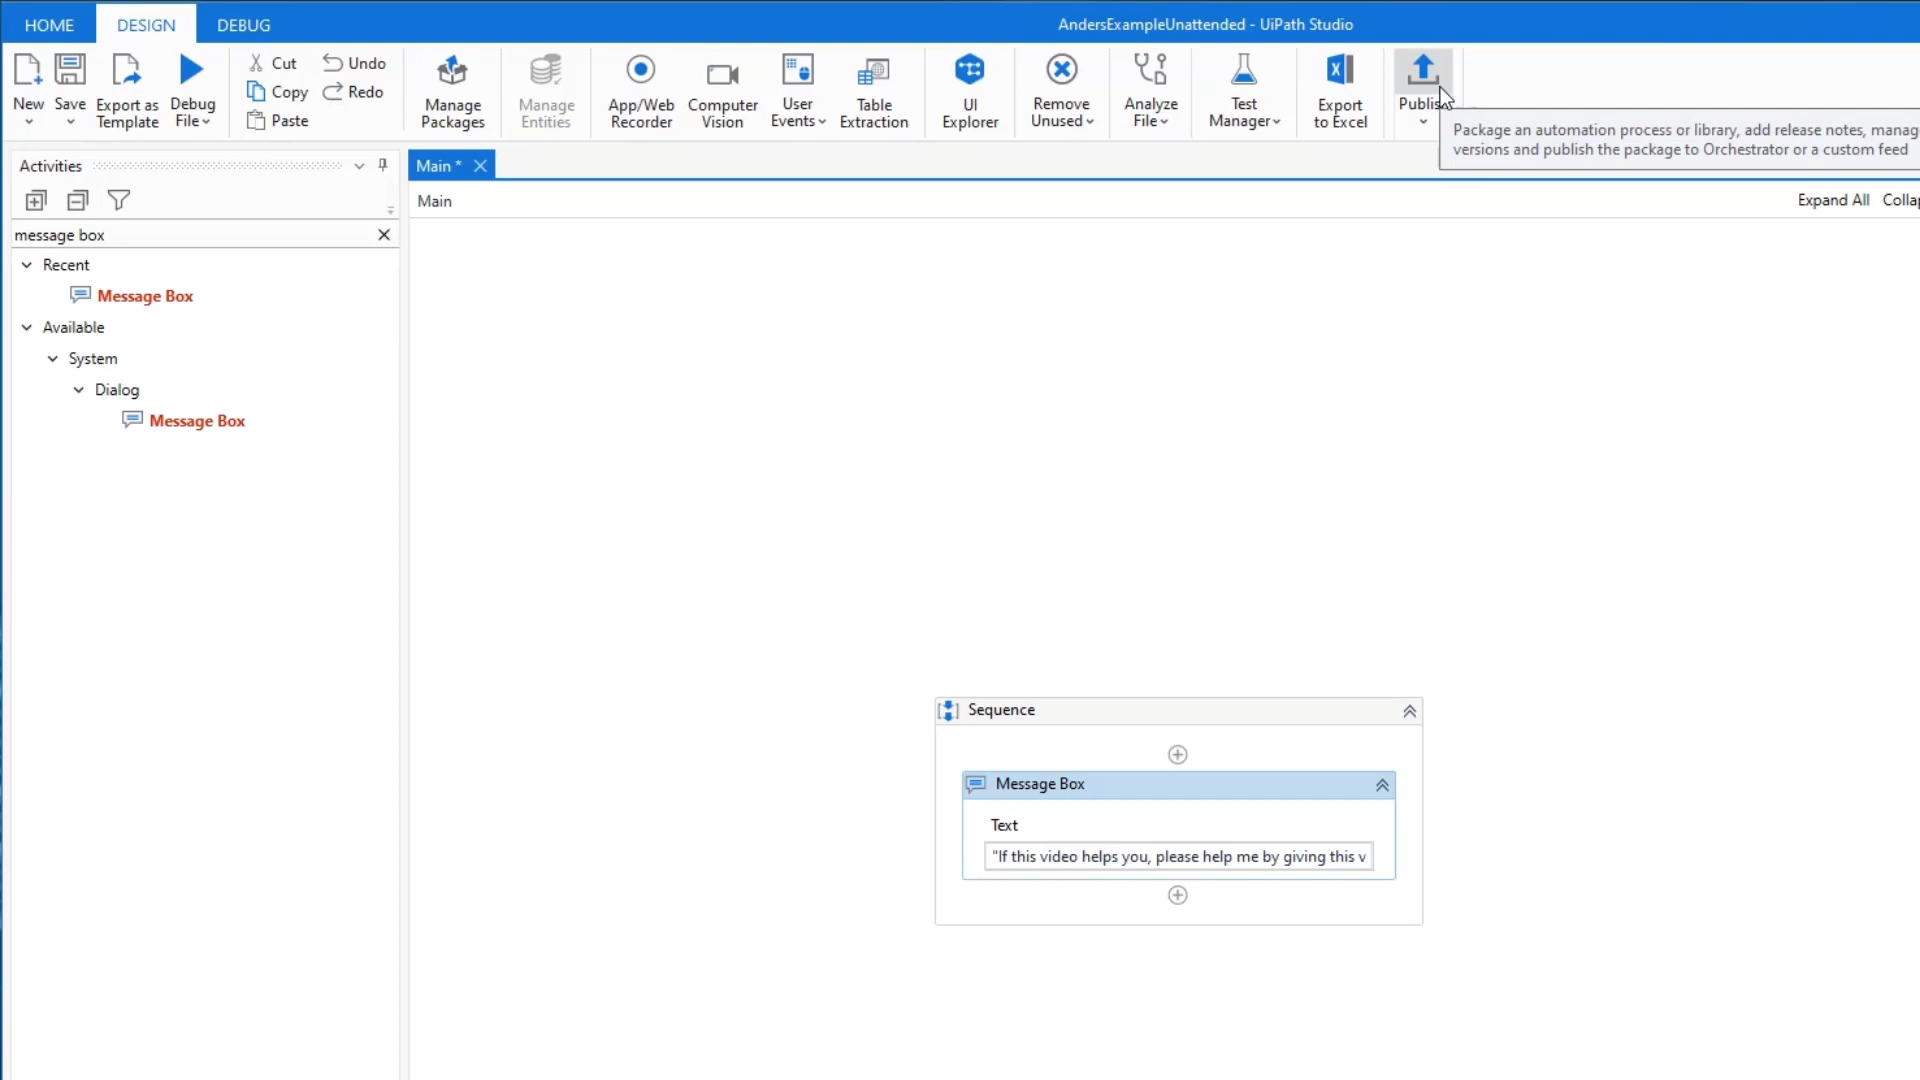 HOME DESIGN DEBUG AndersExampleUnattended - UiPath Studio
New
Save
Export as
Template
Debug
File
Cut
Copy
Paste
Undo
Redo
Manage
Packages
Manage
Entities
App/Web
Recorder
Computer
Vision
User
Events
Table
Extraction
UI
Explorer
Remove
Unused
Analyze
File
Test
Manager
Export
to Excel
Publish
Package an automation process or library, add release notes, manag
versions and publish the package to Orchestrator or a custom feed
Activities
message box
Recent
Message Box
Available
System
Dialog
Message Box
Main *
Main
Expand All Collap
Sequence
Message Box
Text
"If this video helps you, please help me by giving this v